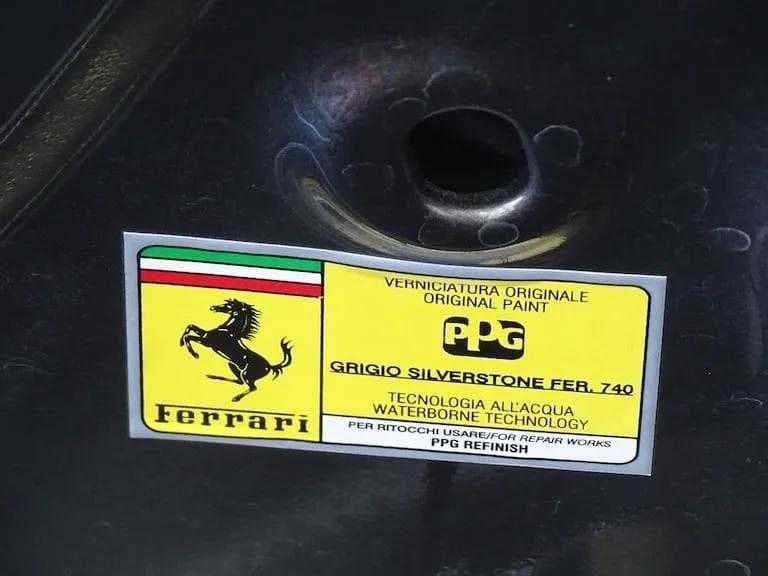 Ferrari
VERNICIATURA ORIGINALE
ORIGINAL PAINT
PPG
GRIGIO SILVERSTONE FER. 740
TECNOLOGIA ALL'ACQUA
WATERBORNE TECHNOLOGY
PER RITOCCHI USARE/FOR REPAIR WORKS
PPG REFINISH